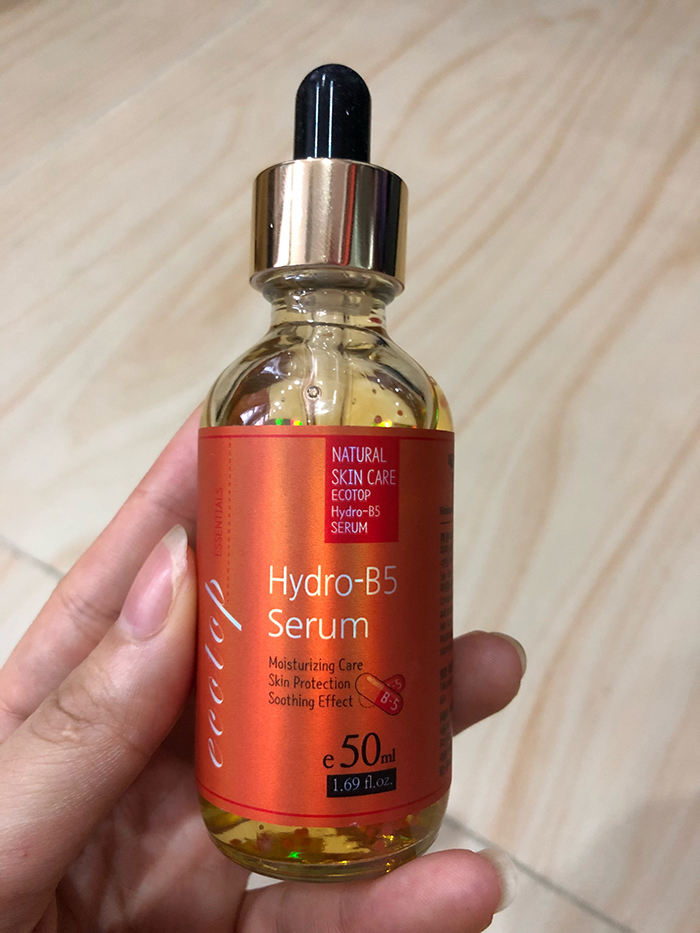 NATURAL
SKIN CARE
ECOTOP
Hydro-B5
SERUM
ecotop
ESSENTIALS
Hydro-B5
Serum
Moisturizing Care
Skin Protection
Soothing Effect
B-5
e 50ml
1.69 fl.oz.